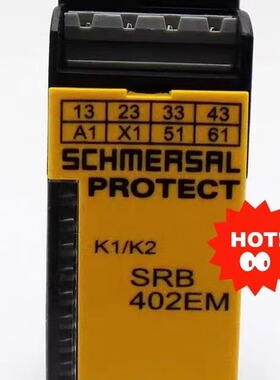 13 23 33 43
A1 X1 51 61
SCHMERSAL
PROTECT
K1/K2
SRB
402EM
HOT!